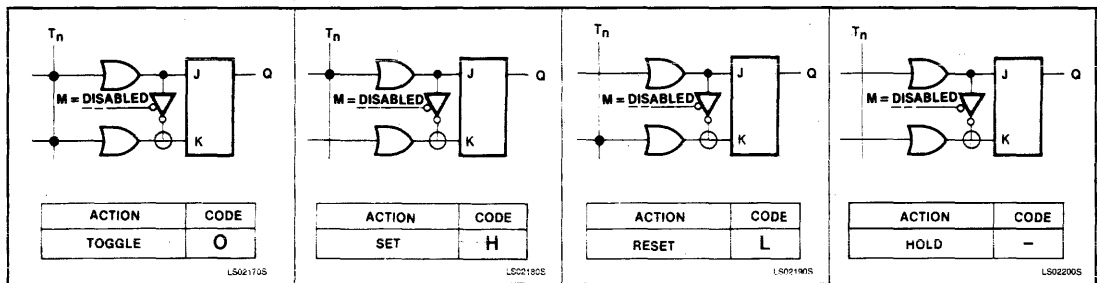 Tn
J
Q
M = DISABLED
K
ACTION CODE
TOGGLE O
LS02170S
Tn
J
Q
M = DISABLED
K
ACTION CODE
SET H
LS02180S
Tn
J
Q
M = DISABLED
K
ACTION CODE
RESET L
LS02190S
Tn
J
Q
M = DISABLED
K
ACTION CODE
HOLD –
LS02200S